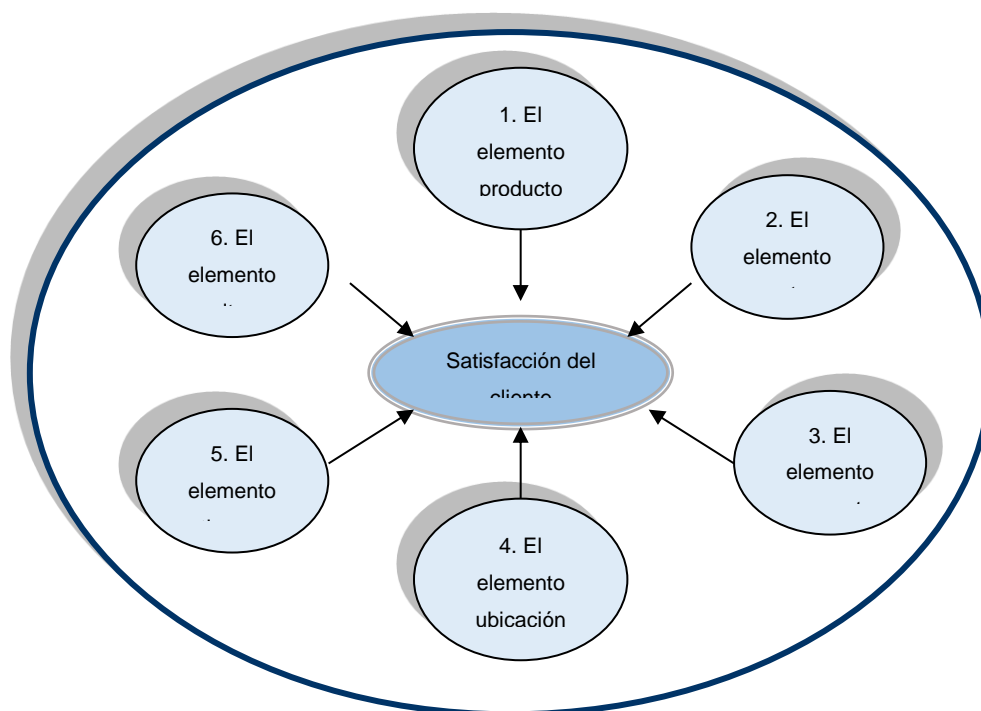 1. El
elemento
producto
2. El
elemento
3. El
elemento
4. El
elemento
ubicación
5. El
elemento
6. El
elemento
Satisfacción del
cliente